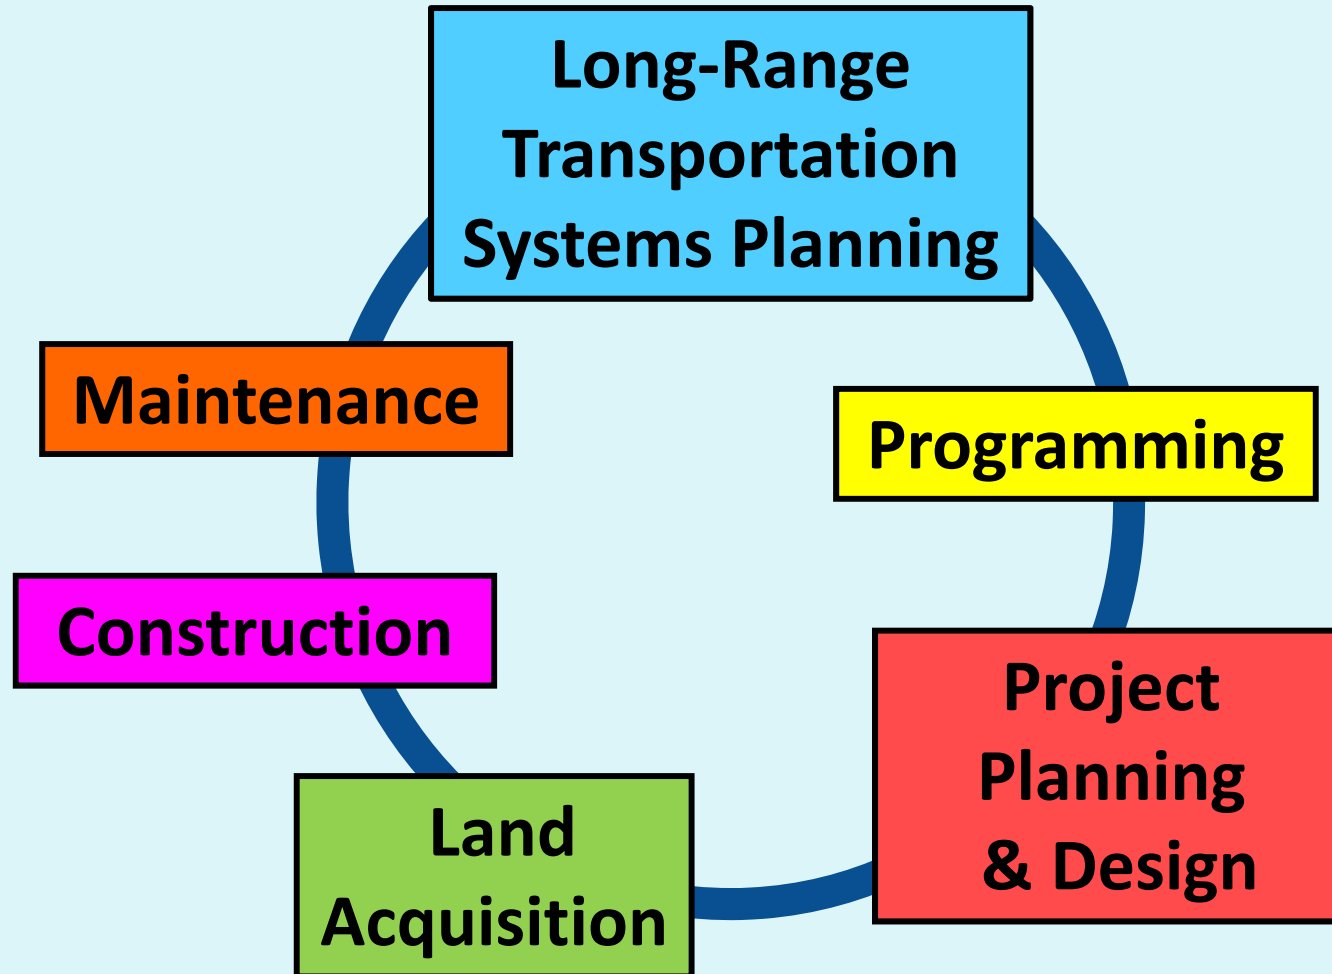 Long-Range
Transportation
Systems Planning
Maintenance
Programming
Construction
Project
Planning
& Design
Land
Acquisition